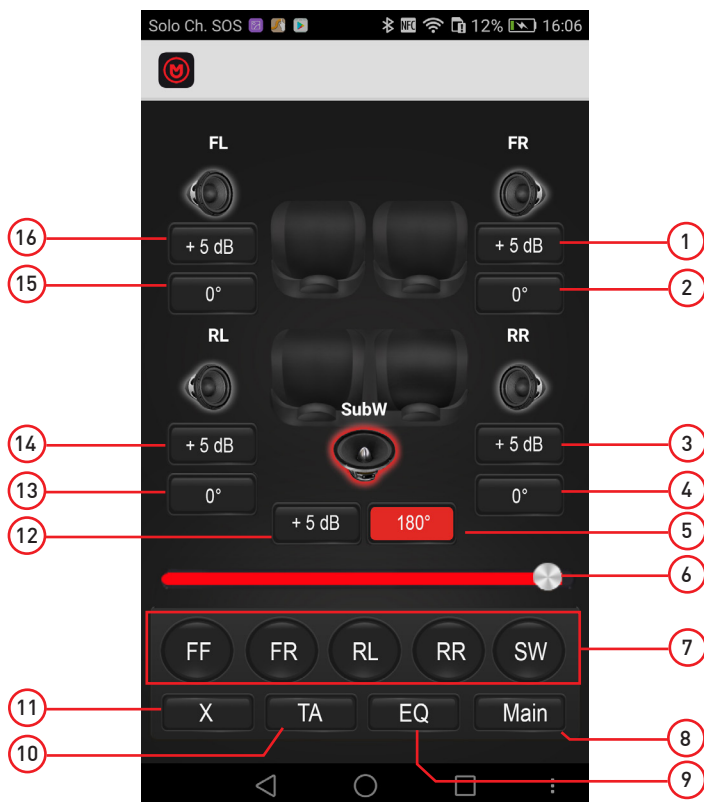 Solo Ch. SOS NFC 12% 16:06
FL FR
16 + 5 dB + 5 dB 1
15 0° 0° 2
RL RR
SubW
14 + 5 dB + 5 dB 3
13 0° 0° 4
12 + 5 dB 180° 5
6
FF FR RL RR SW 7
11 X TA EQ Main
10 8
9